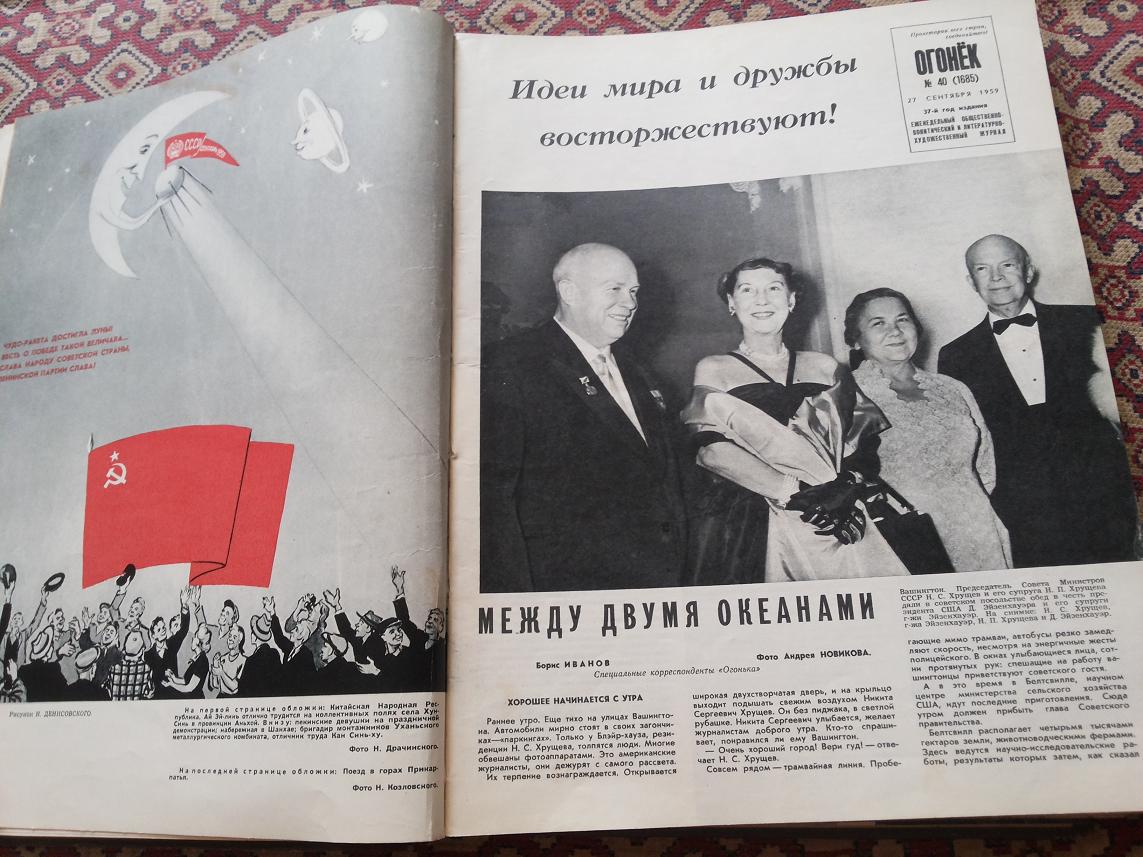 СССР
ЧУДО-РАКЕТА ДОСТИГЛА ЛУНЫ!
ВЕСТЬ О ПОБЕДЕ ТАКОЙ ВЕЛИЧАВА...
СЛАВА НАРОДУ СОВЕТСКОЙ СТРАНЫ,
ЛЕНИНСКОЙ ПАРТИИ СЛАВА!
Рисунок Н. ДЕНИСОВСКОГО.
На первой странице обложки: Китайская Народная Рес-
публика. Ай Эй-линь отлично трудится на коллективных полях села Хун-
Синь в провинции Аньхой. Внизу: пекинские девушки на праздничной
демонстрации; набережная в Шанхае; бригадир монтажников Уханьского
металлургического комбината, отличник труда Кан Синь-ху.
Фото Н. Драчинского.
На последней странице обложки: Поезд в горах Прикар-
патья.
Фото Н. Козловского.
Идеи мира и дружбы
восторжествуют!
Пролетарии всех стран,
соединяйтесь!
ОГОНЁК
№ 40 (1685)
27 СЕНТЯБРЯ 1959
37-й год издания
ЕЖЕНЕДЕЛЬНЫЙ ОБЩЕСТВЕННО-
ПОЛИТИЧЕСКИЙ И ЛИТЕРАТУРНО-
ХУДОЖЕСТВЕННЫЙ ЖУРНАЛ
Вашингтон. Председатель Совета Министров
СССР Н. С. Хрущев и его супруга Н. П. Хрущева
дали в советском посольстве обед в честь пре-
зидента США Д. Эйзенхауэра и его супруги
г-жи Эйзенхауэр. На снимке: Н. С. Хрущев,
г-жа Эйзенхауэр, Н. П. Хрущева и Д. Эйзенхауэр.
МЕЖДУ ДВУМЯ ОКЕАНАМИ
Борис ИВАНОВ
Фото Андрея НОВИКОВА.
Специальные корреспонденты «Огонька»
ХОРОШЕЕ НАЧИНАЕТСЯ С УТРА
Раннее утро. Еще тихо на улицах Вашингто-
на. Автомобили мирно стоят в своих загончи-
ках—«паркингах». Только у Блэйр-хауза, рези-
денции Н. С. Хрущева, толпятся люди. Многие
обвешаны фотоаппаратами. Это американские
журналисты, они дежурят с самого рассвета.
Их терпение вознаграждается. Открывается
широкая двухстворчатая дверь, и на крыльцо
выходит подышать свежим воздухом Никита
Сергеевич Хрущев. Он без пиджака, в светлой
рубашке. Никита Сергеевич улыбается, желает
журналистам доброго утра. Кто-то спраши-
вает, понравился ли ему Вашингтон.
— Очень хороший город! Вери гуд! — отве-
чает Н. С. Хрущев.
Совсем рядом — трамвайная линия. Пробе-
гающие мимо трамваи, автобусы резко замед-
ляют скорость, несмотря на энергичные жесты
полицейского. В окнах улыбающиеся лица, сот-
ни протянутых рук: спешащие на работу ва-
шингтонцы приветствуют советского гостя.
А в это время в Белтсвилле, научном
центре министерства сельского хозяйства
США, идут последние приготовления. Сюда
утром должен прибыть глава Советского
правительства.
Белтсвилл располагает четырьмя тысячами
гектаров земли, животноводческими фермами.
Здесь ведутся научно-исследовательские ра-
боты, результаты которых затем, как сказал